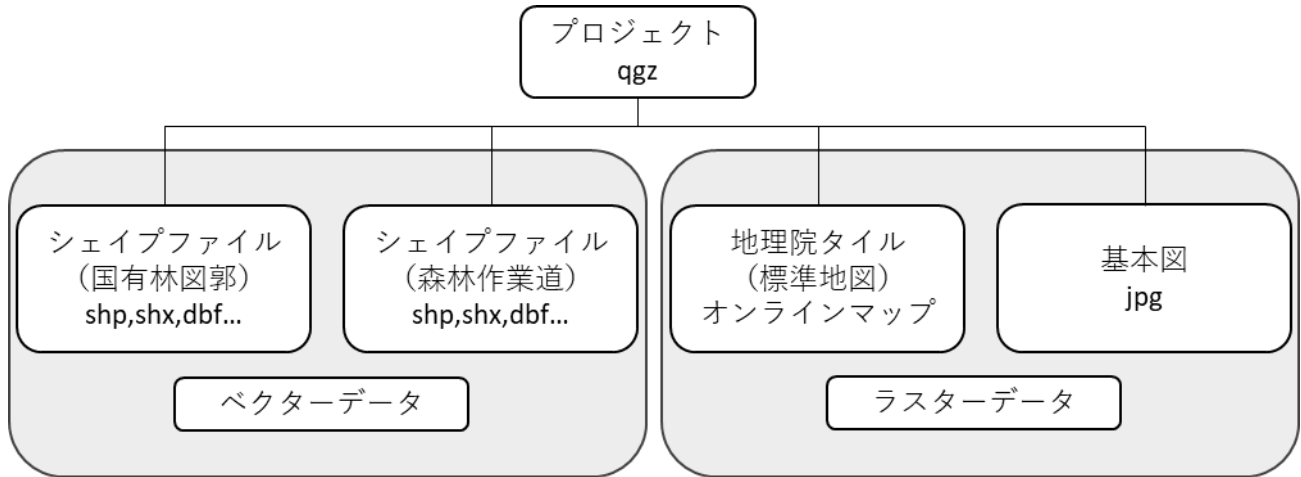 プロジェクト
qgz
シェイプファイル
（国有林図郭）
shp,shx,dbf...
シェイプファイル
（森林作業道）
shp,shx,dbf...
地理院タイル
（標準地図）
オンラインマップ
基本図
jpg
ベクターデータ
ラスターデータ